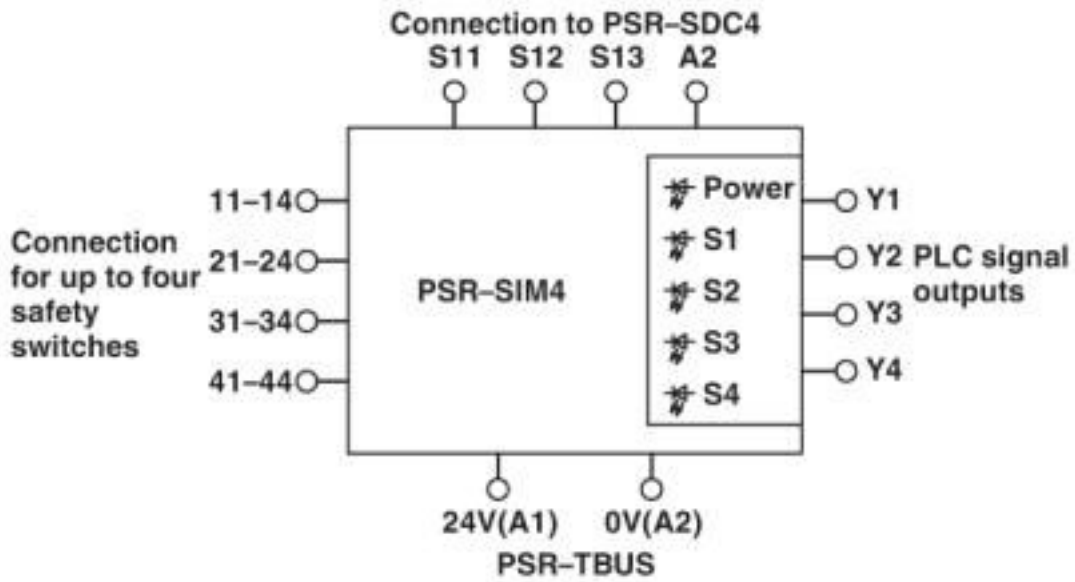 Connection to PSR–SDC4
S11 S12 S13 A2
Connection
for up to four
safety
switches
11–14
21–24
31–34
41–44
PSR–SIM4
Power
S1
S2
S3
S4
Y1
Y2
Y3
Y4
PLC signal
outputs
24V(A1) 0V(A2)
PSR–TBUS